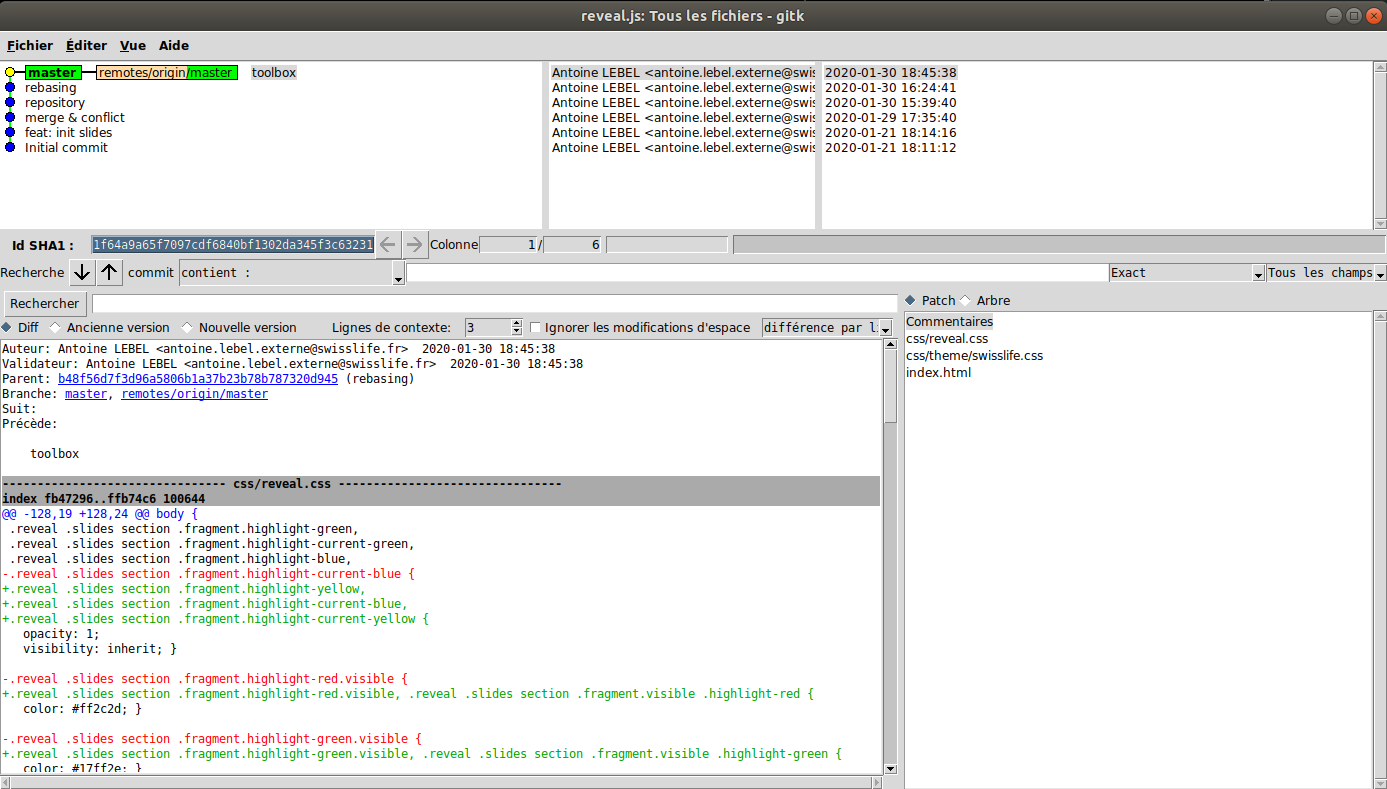 reveal.js: Tous les fichiers - gitk
Fichier Éditer Vue Aide
master remotes/origin/master toolbox Antoine LEBEL <antoine.lebel.externe@swis 2020-01-30 18:45:38
rebasing Antoine LEBEL <antoine.lebel.externe@swis 2020-01-30 16:24:41
repository Antoine LEBEL <antoine.lebel.externe@swis 2020-01-30 15:39:40
merge & conflict Antoine LEBEL <antoine.lebel.externe@swis 2020-01-29 17:35:40
feat: init slides Antoine LEBEL <antoine.lebel.externe@swis 2020-01-21 18:14:16
Initial commit Antoine LEBEL <antoine.lebel.externe@swis 2020-01-21 18:11:12
Id SHA1 : 1f64a9a65f7097cdf6840bf1302da345f3c63231 Colonne 1/ 6
Recherche commit contient : Exact Tous les champs
Rechercher
Patch Arbre
Diff Ancienne version Nouvelle version Lignes de contexte: 3 Ignorer les modifications d'espace différence par li
Commentaires
css/reveal.css
css/theme/swisslife.css
index.html
Auteur: Antoine LEBEL <antoine.lebel.externe@swisslife.fr>  2020-01-30 18:45:38
Validateur: Antoine LEBEL <antoine.lebel.externe@swisslife.fr>  2020-01-30 18:45:38
Parent: b48f56d7f3d96a5806b1a37b23b78b787320d945 (rebasing)
Branche: master, remotes/origin/master
Suit:
Précède:
toolbox
-------------------------------- css/reveal.css --------------------------------
index fb47296..ffb74c6 100644
@@ -128,19 +128,24 @@ body {
.reveal .slides section .fragment.highlight-green,
.reveal .slides section .fragment.highlight-current-green,
.reveal .slides section .fragment.highlight-blue,
-.reveal .slides section .fragment.highlight-current-blue {
+.reveal .slides section .fragment.highlight-yellow,
+.reveal .slides section .fragment.highlight-current-blue,
+.reveal .slides section .fragment.highlight-current-yellow {
opacity: 1;
visibility: inherit; }
-.reveal .slides section .fragment.highlight-red.visible {
+.reveal .slides section .fragment.highlight-red.visible, .reveal .slides section .fragment.visible .highlight-red {
color: #ff2c2d; }
-.reveal .slides section .fragment.highlight-green.visible {
+.reveal .slides section .fragment.highlight-green.visible, .reveal .slides section .fragment.visible .highlight-green {
color: #17ff2e; }